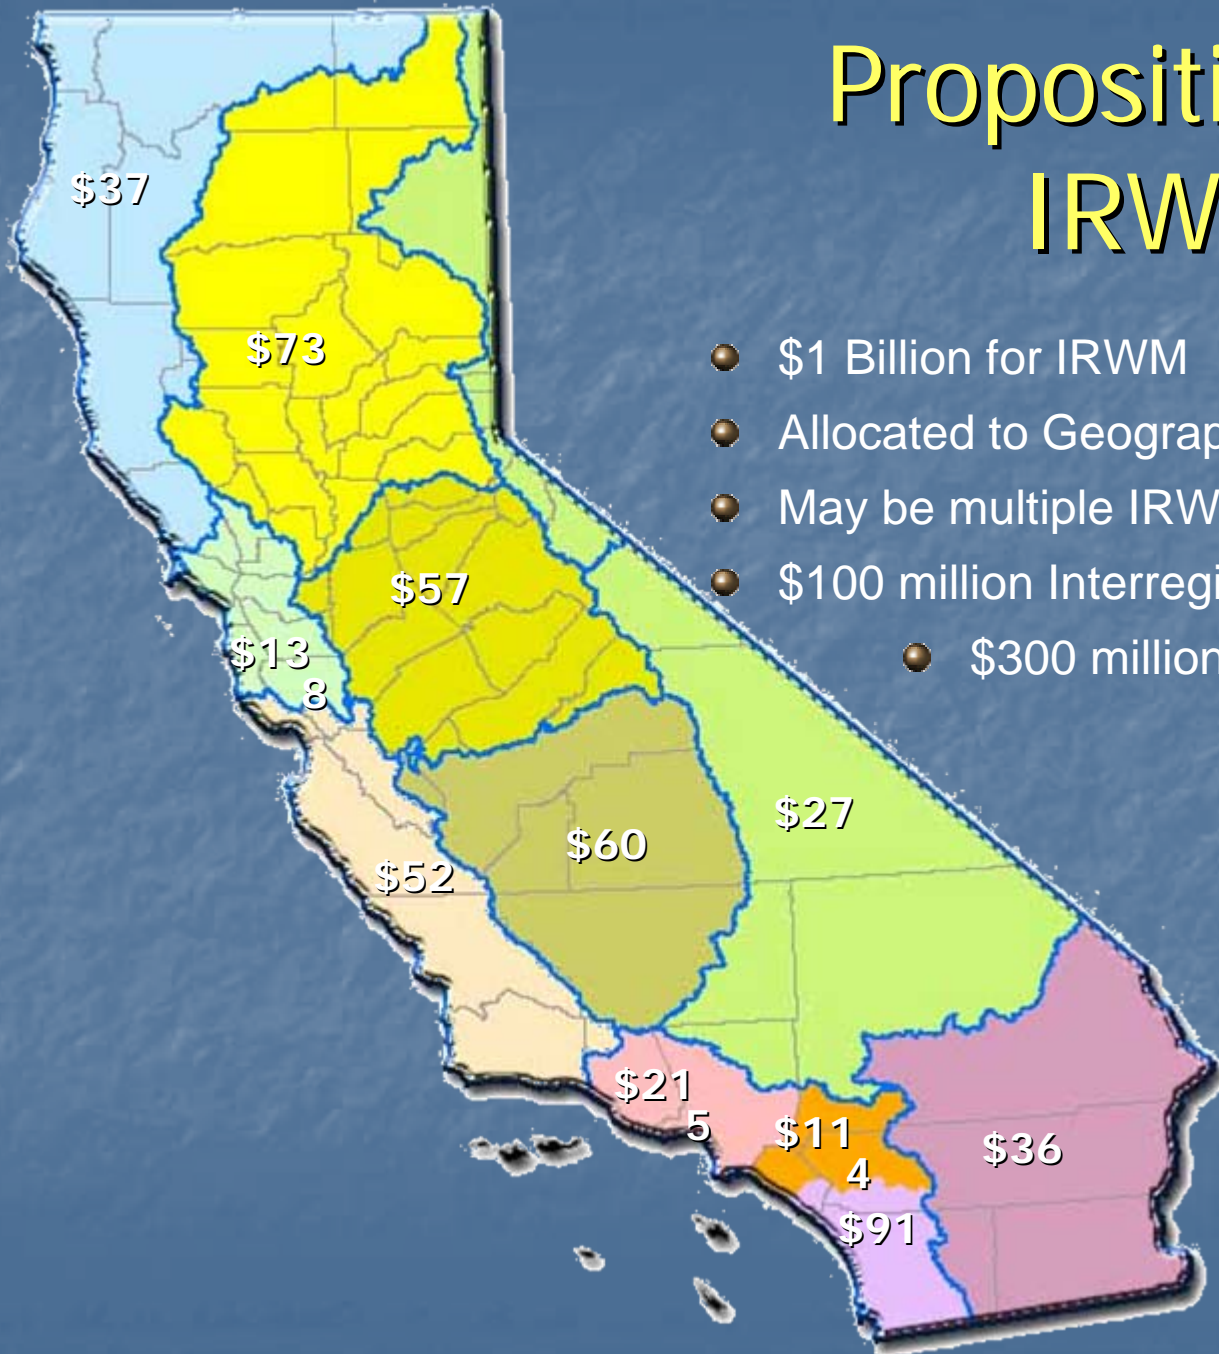 Propositi
IRW
$1 Billion for IRWM
Allocated to Geograp
May be multiple IRW
$100 million Interregi
$300 million
$37
$73
$57
$13
8
$27
$60
$52
$21
5
$11
4
$36
$91